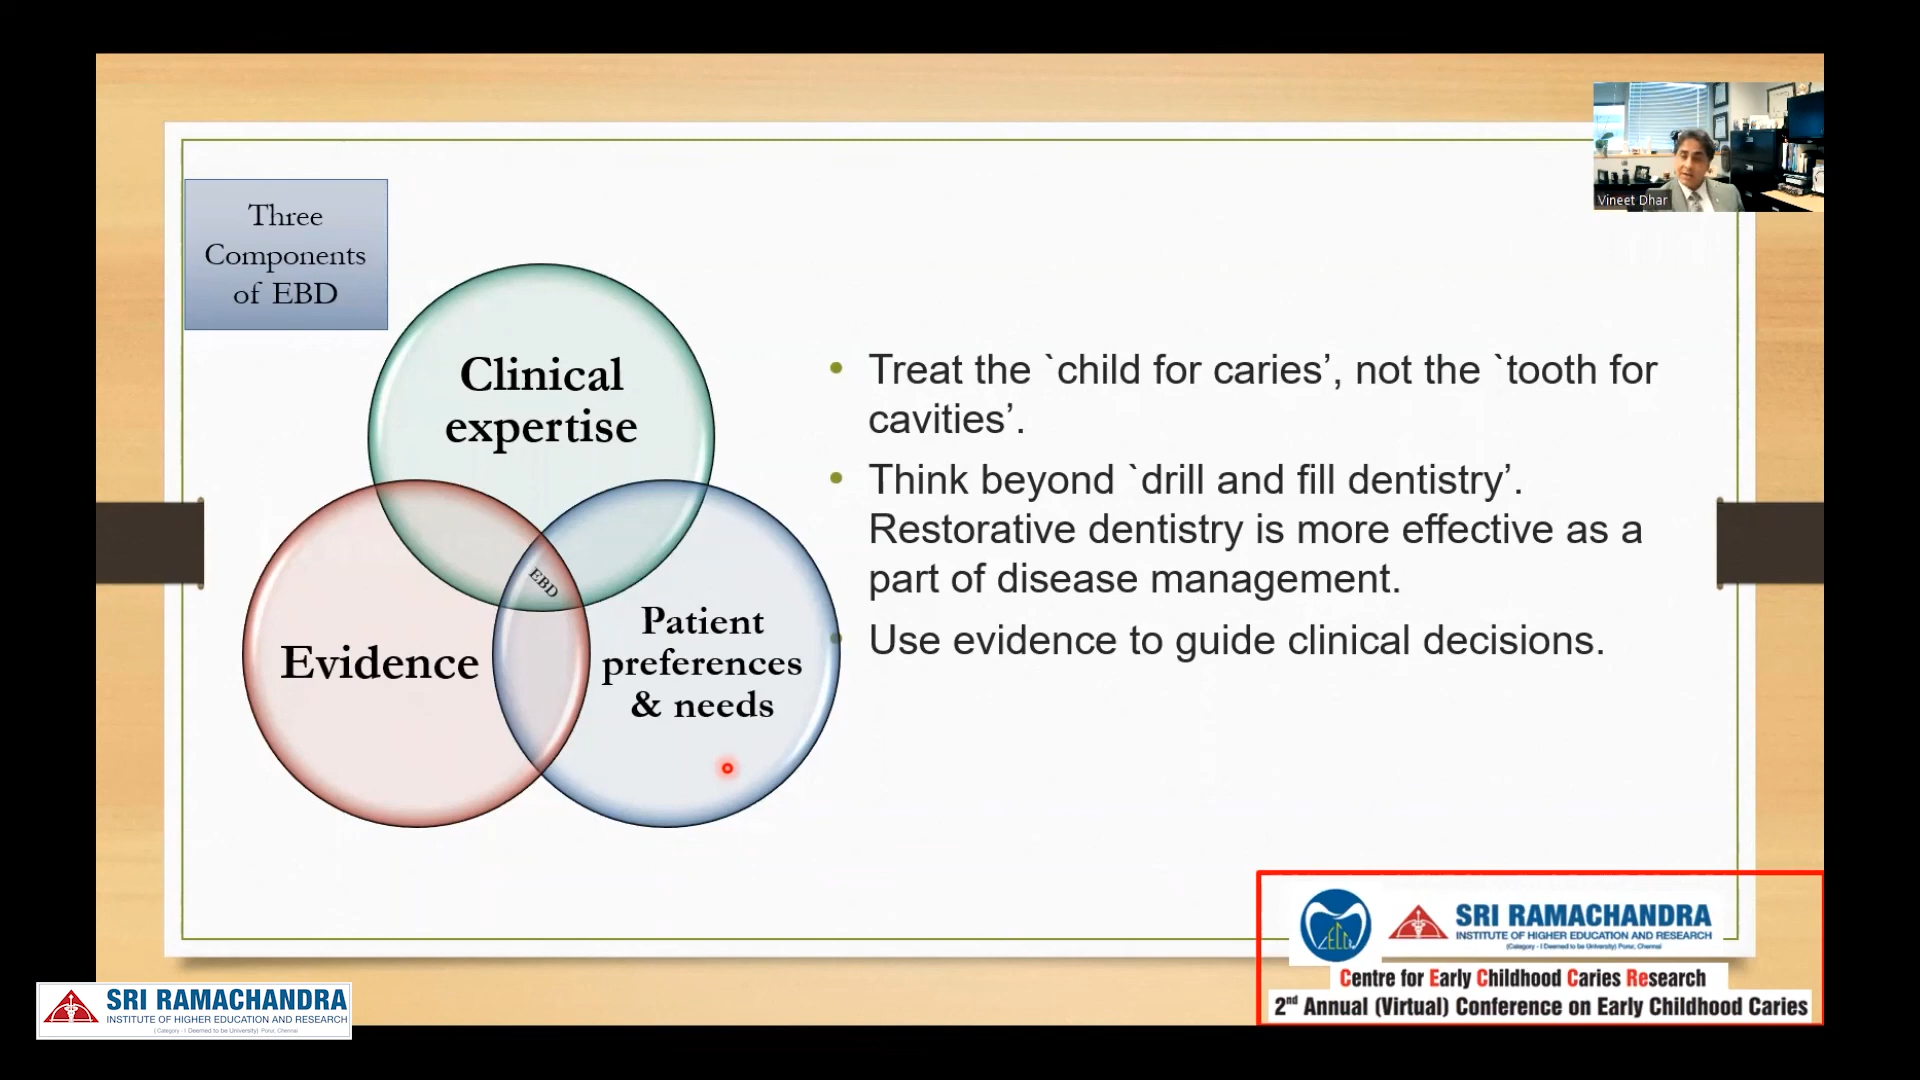 Vineet Dhar
Three
Components
of EBD
Clinical
expertise
EBD
Evidence
Patient
preferences
& needs
• Treat the `child for caries’, not the `tooth for
cavities’.
• Think beyond `drill and fill dentistry’.
Restorative dentistry is more effective as a
part of disease management.
• Use evidence to guide clinical decisions.
SRI RAMACHANDRA
INSTITUTE OF HIGHER EDUCATION AND RESEARCH
(Category - I Deemed to be University) Porur, Chennai
Centre for Early Childhood Caries Research
2nd Annual (Virtual) Conference on Early Childhood Caries
SRI RAMACHANDRA
INSTITUTE OF HIGHER EDUCATION AND RESEARCH
(Category - I Deemed to be University) Porur, Chennai